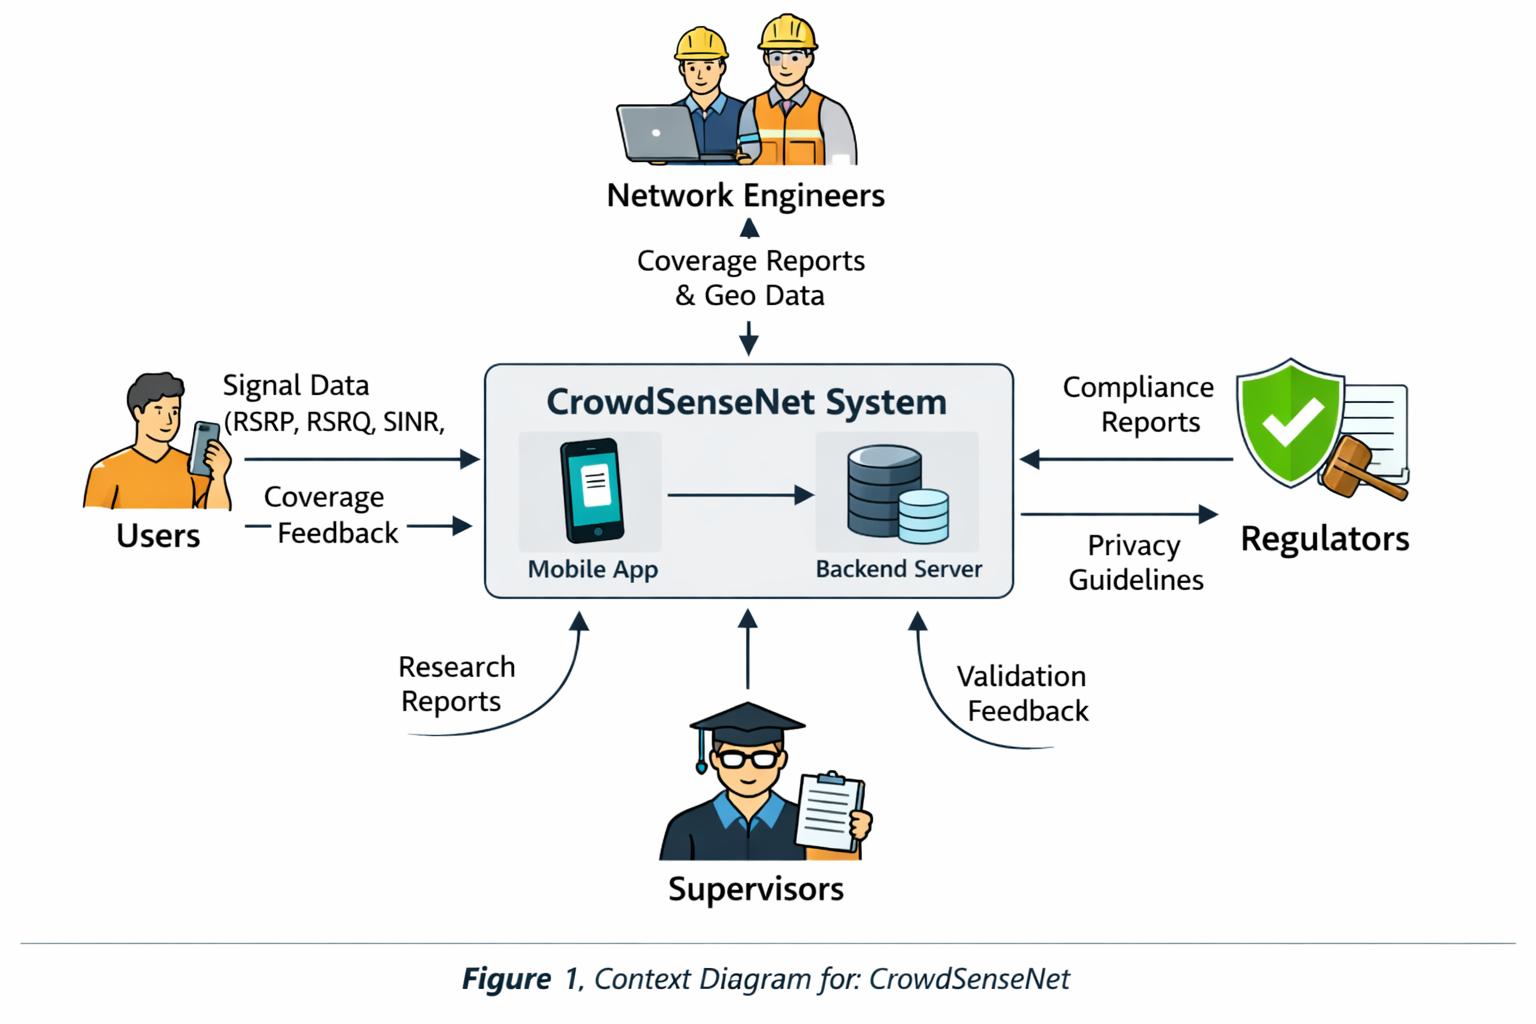 Network Engineers
Coverage Reports
& Geo Data
Signal Data
(RSRP, RSRQ, SINR,
Coverage
Feedback
Users
CrowdSenseNet System
Mobile App
Backend Server
Compliance
Reports
Privacy
Guidelines
Regulators
Research
Reports
Validation
Feedback
Supervisors
Figure 1, Context Diagram for: CrowdSenseNet